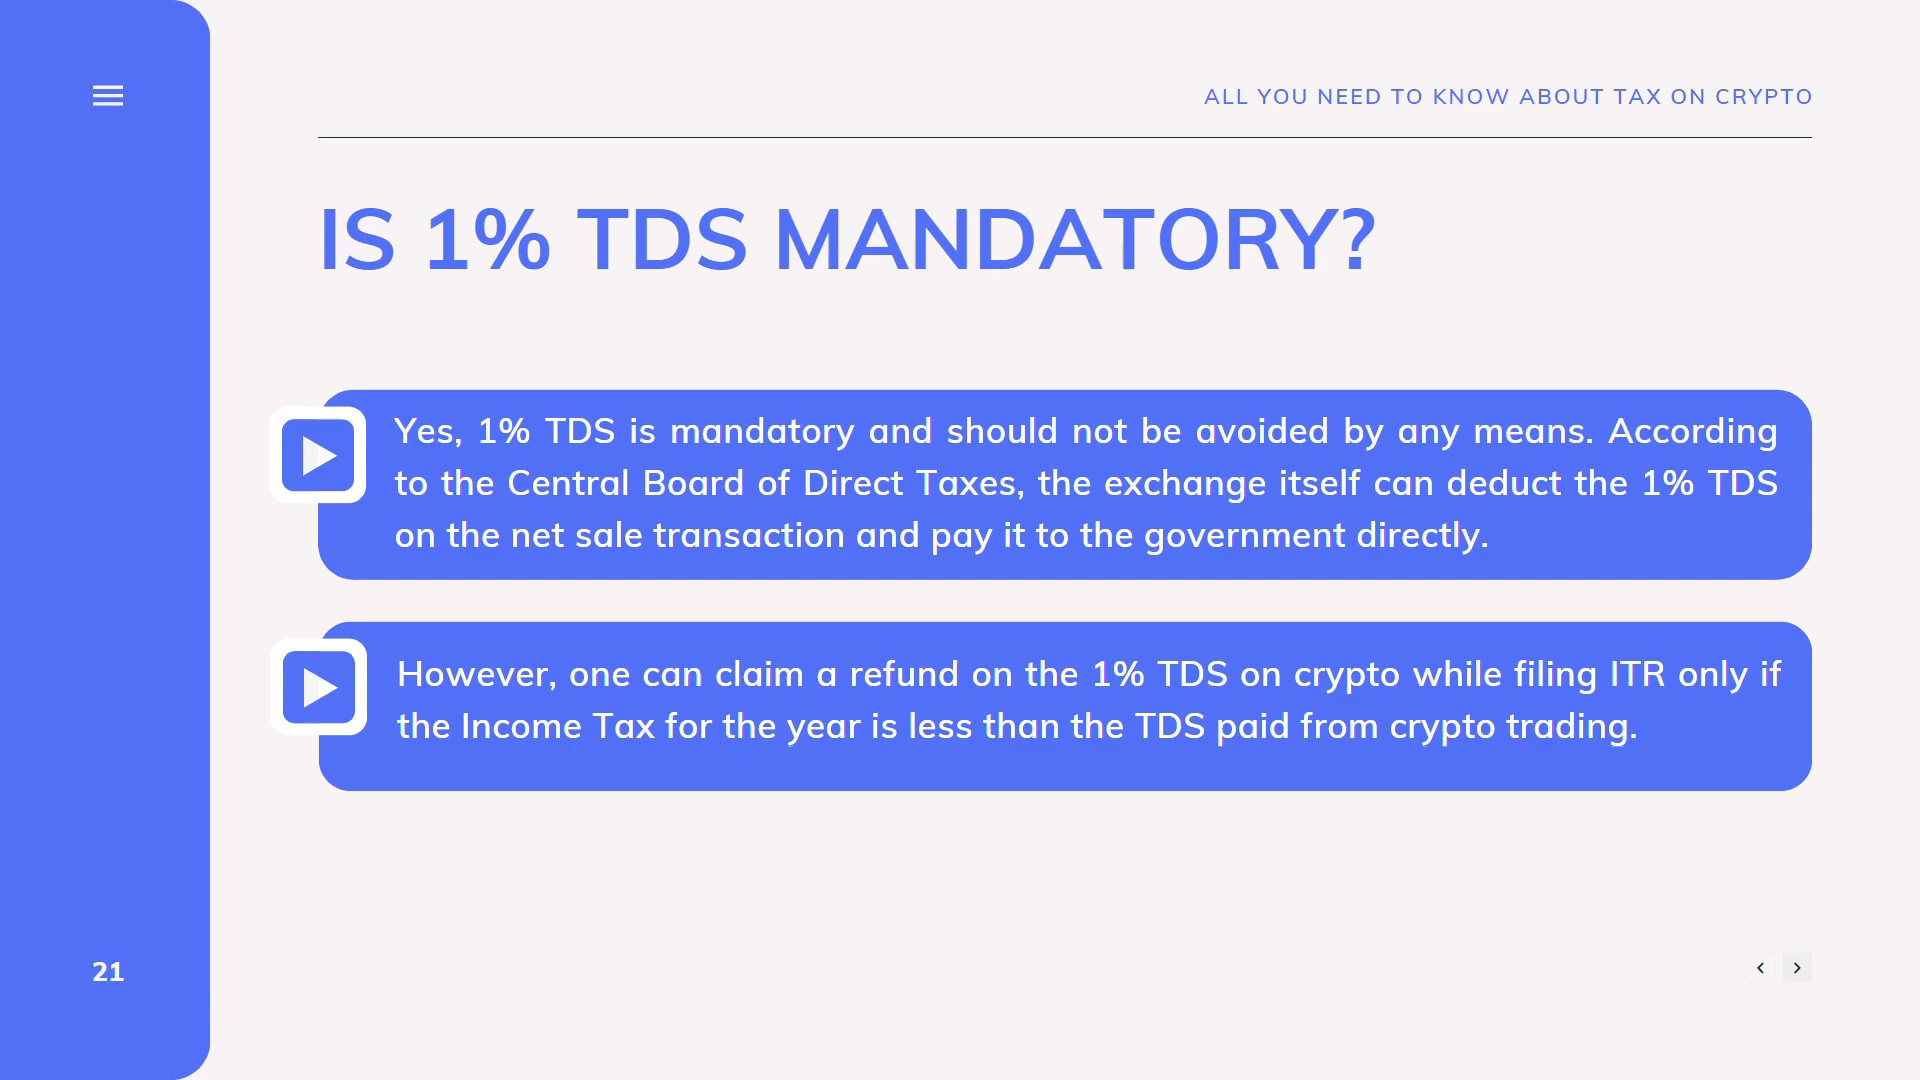 ALL YOU NEED TO KNOW ABOUT TAX ON CRYPTO
IS 1% TDS MANDATORY?
Yes, 1% TDS is mandatory and should not be avoided by any means. According
to the Central Board of Direct Taxes, the exchange itself can deduct the 1% TDS
on the net sale transaction and pay it to the government directly.
However, one can claim a refund on the 1% TDS on crypto while filing ITR only if
the Income Tax for the year is less than the TDS paid from crypto trading.
21